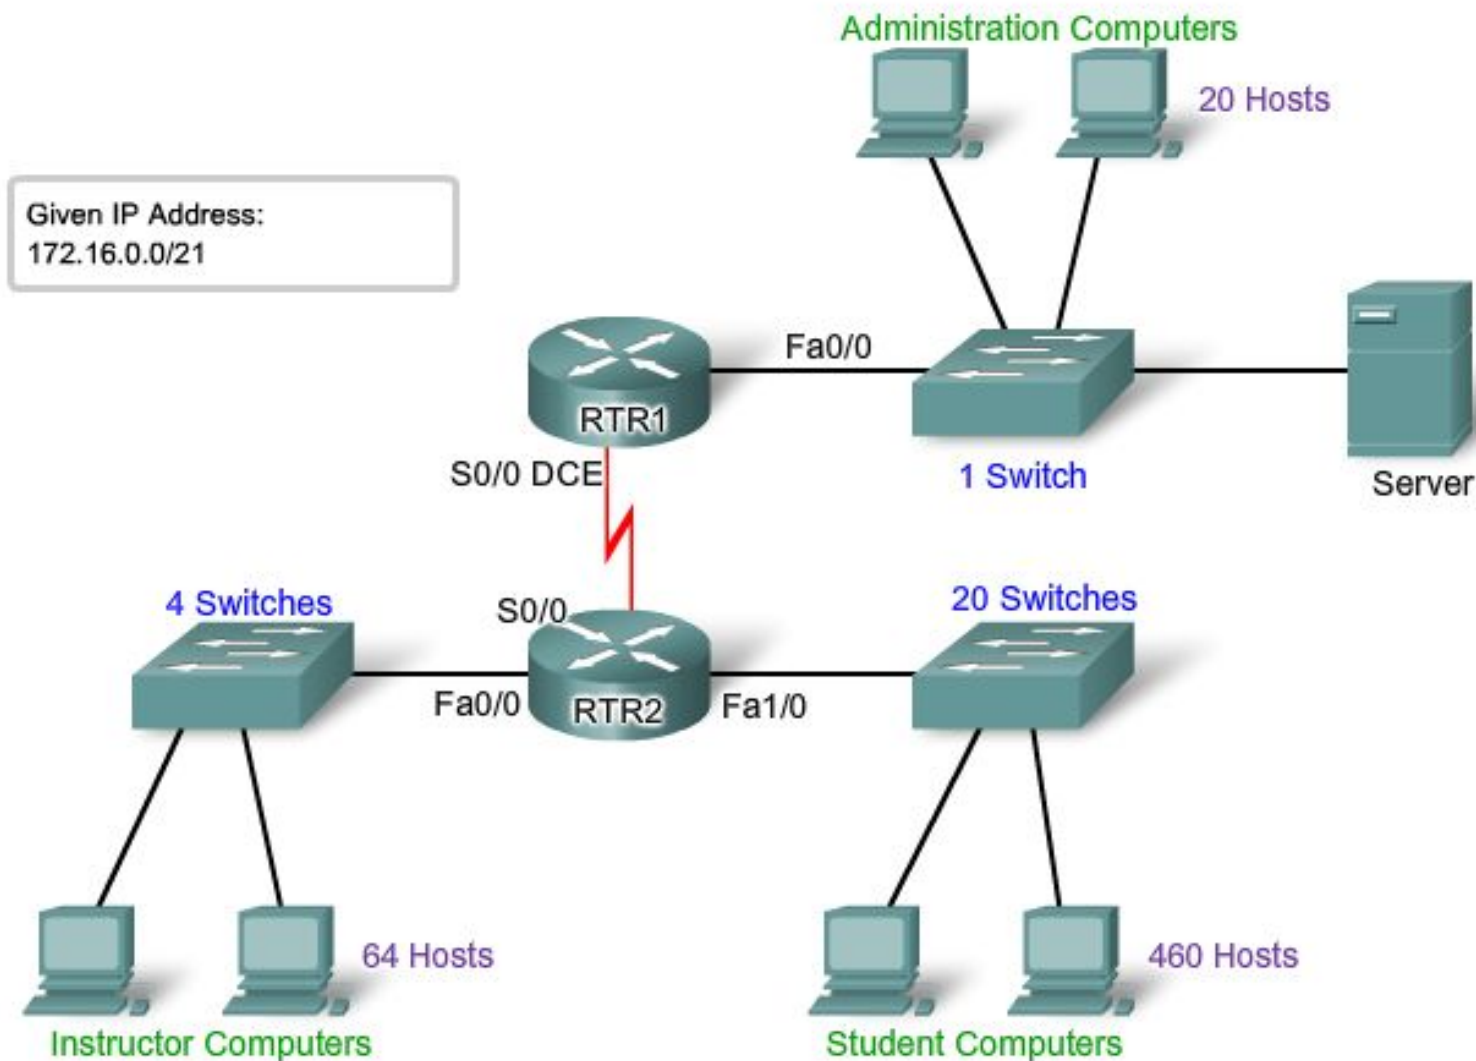 Administration Computers
20 Hosts
Given IP Address:
172.16.0.0/21
Fa0/0
RTR1
S0/0 DCE
1 Switch
Server
4 Switches
S0/0
20 Switches
Fa0/0
RTR2
Fa1/0
64 Hosts
460 Hosts
Instructor Computers
Student Computers